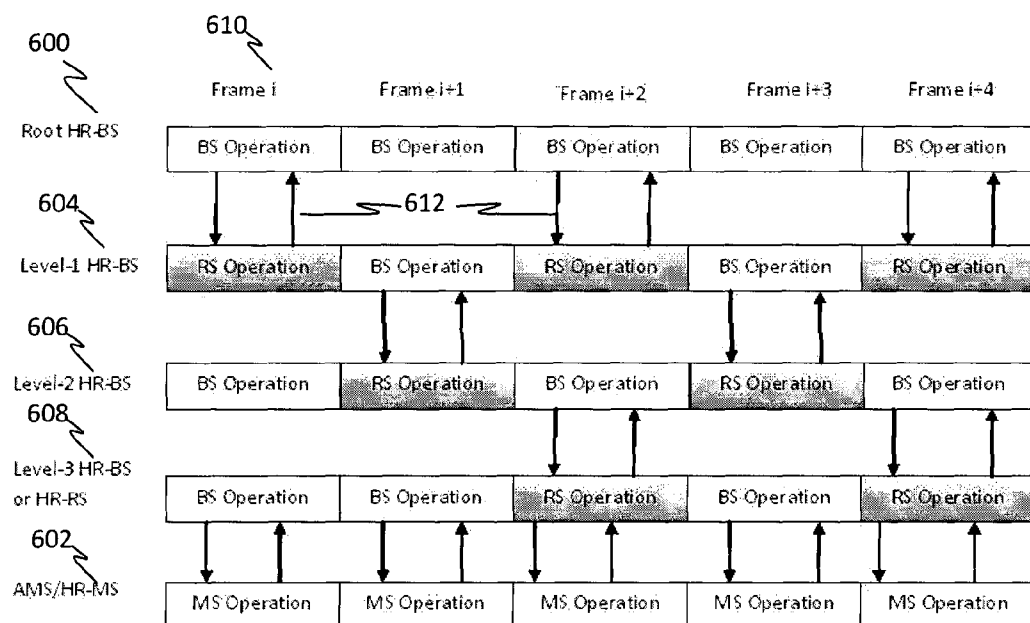 600
610
Frame i Frame i+1 Frame i+2 Frame i+3 Frame i+4
Root HR-BS
BS Operation BS Operation BS Operation BS Operation BS Operation
604
612
Level-1 HR-BS
RS Operation BS Operation RS Operation BS Operation RS Operation
606
Level-2 HR-BS
BS Operation RS Operation BS Operation RS Operation BS Operation
608
Level-3 HR-BS
or HR-RS
BS Operation BS Operation RS Operation BS Operation RS Operation
602
AMS/HR-MS
MS Operation MS Operation MS Operation MS Operation MS Operation